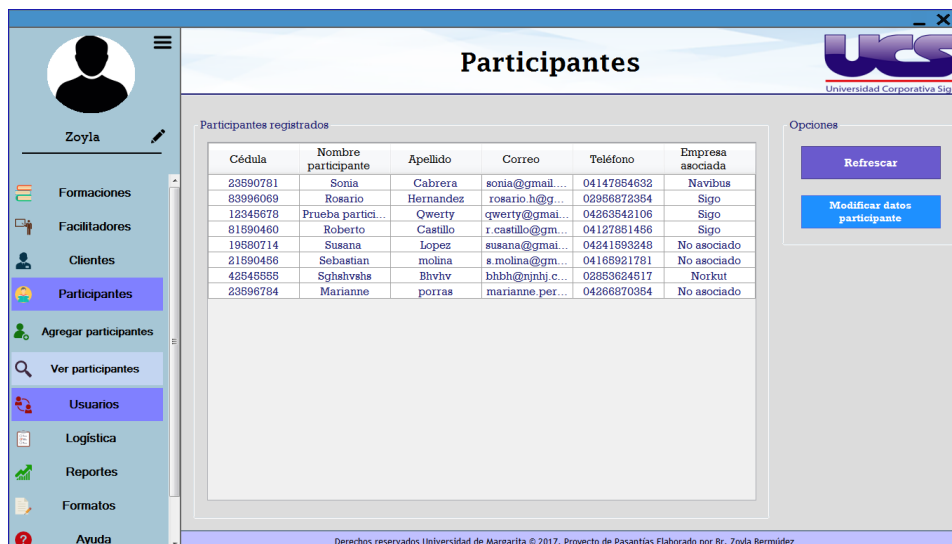 Participantes
UCS
Universidad Corporativa Sig
Zoyla
Formaciones
Facilitadores
Clientes
Participantes
Agregar participantes
Ver participantes
Usuarios
Logística
Reportes
Formatos
Ayuda
Participantes registrados
Cédula Nombre participante Apellido Correo Teléfono Empresa asociada
23590781 Sonia Cabrera sonia@gmail.... 04147854632 Navibus
83996069 Rosario Hernandez rosario.h@g... 02956872354 Sigo
12345678 Prueba partici... Qwerty qwerty@gmai... 04263542106 Sigo
81590460 Roberto Castillo r.castillo@gm... 04127851456 Sigo
19580714 Susana Lopez susana@gmai... 04241593248 No asociado
21590456 Sebastian molina s.molina@gm... 04165921781 No asociado
42545555 Sghshvshs Bhvhv bhbh@njnhj.c... 02853624517 Norkut
23596784 Marianne porras marianne.per... 04266870354 No asociado
Opciones
Refrescar
Modificar datos
participante
Derechos reservados Universidad de Margarita © 2017. Proyecto de Pasantías Elaborado por Br. Zoyla Bermúdez